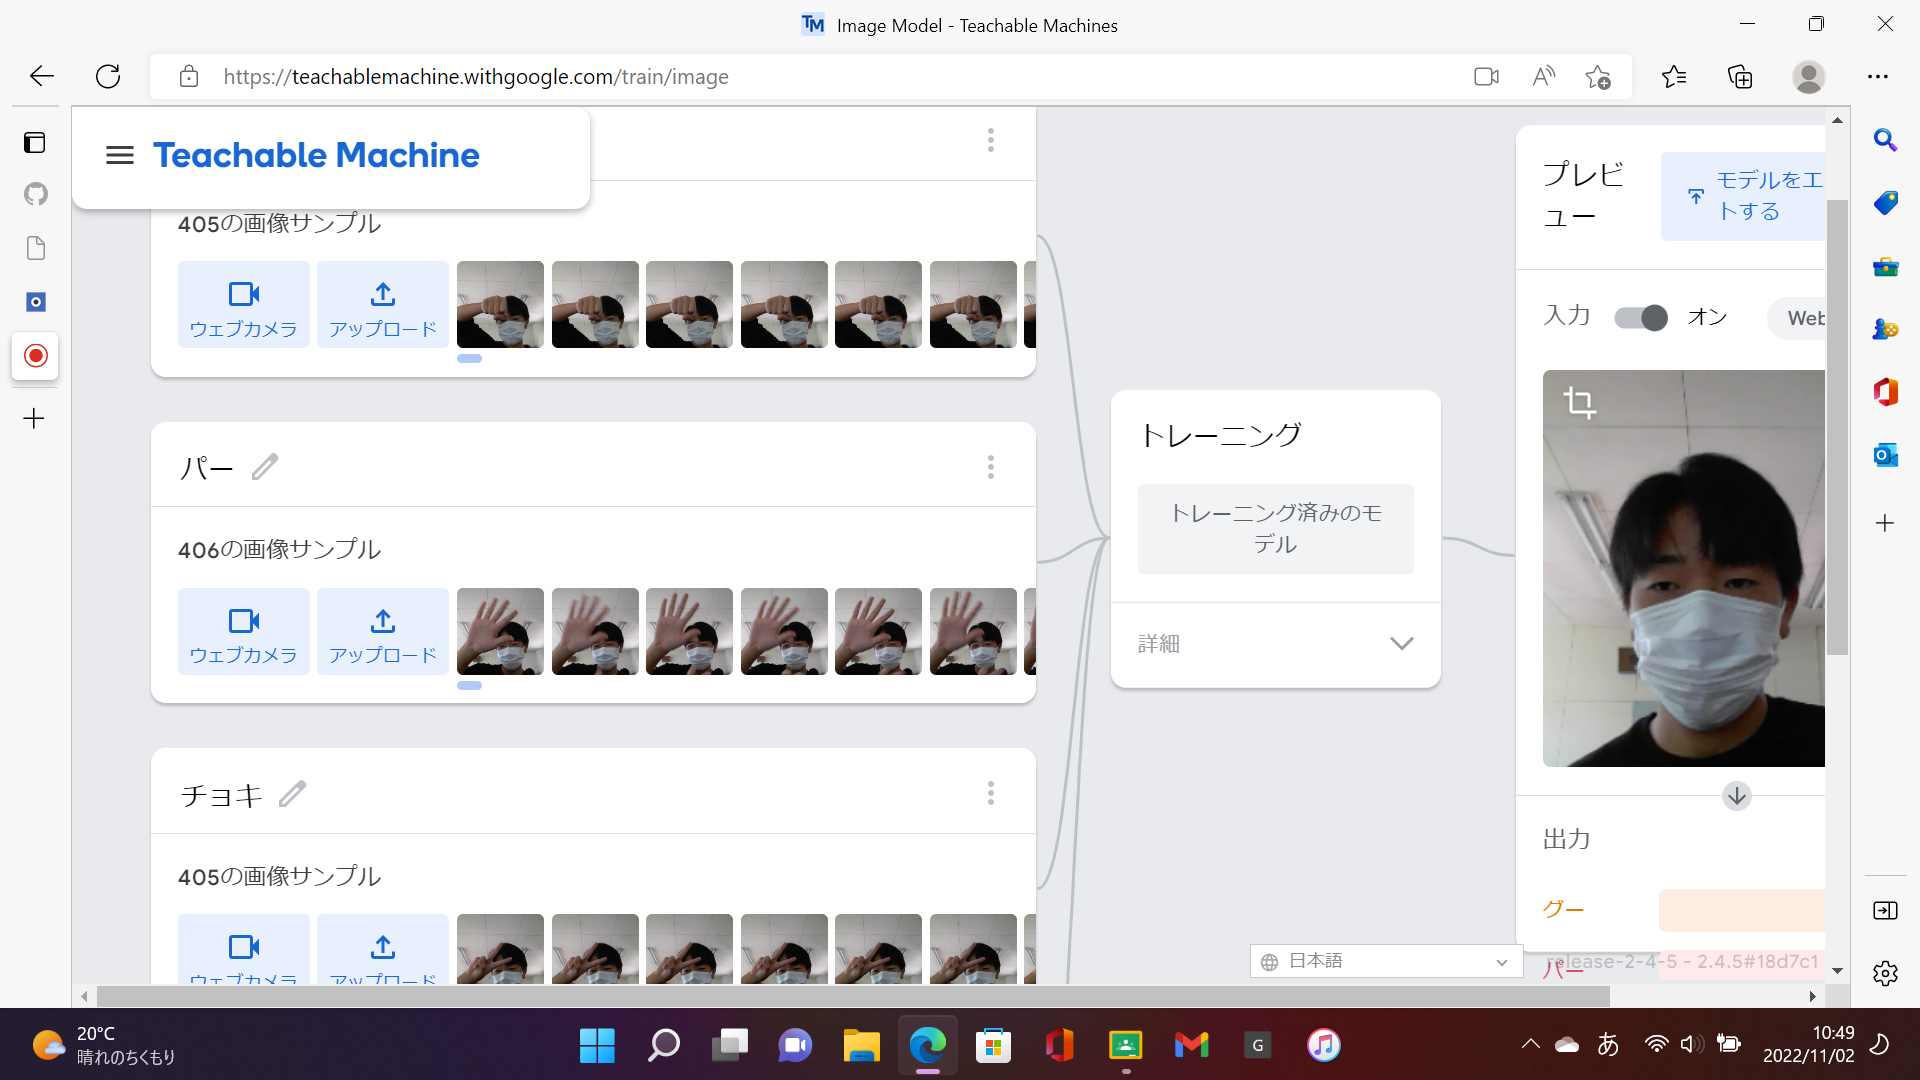 Image Model - Teachable Machines
https://teachablemachine.withgoogle.com/train/image
Teachable Machine
405の画像サンプル
ウェブカメラ
アップロード
パー
406の画像サンプル
ウェブカメラ
アップロード
チョキ
405の画像サンプル
ウェブカメラ
アップロード
トレーニング
トレーニング済みのモ
デル
詳細
プレビ
ュー
モデルをエ
トする
入力
オン
Web
出力
グー
パー
release-2-4-5 - 2.4.5#18d7c1
日本語
20°C
晴れのちくもり
G
あ
10:49
2022/11/02